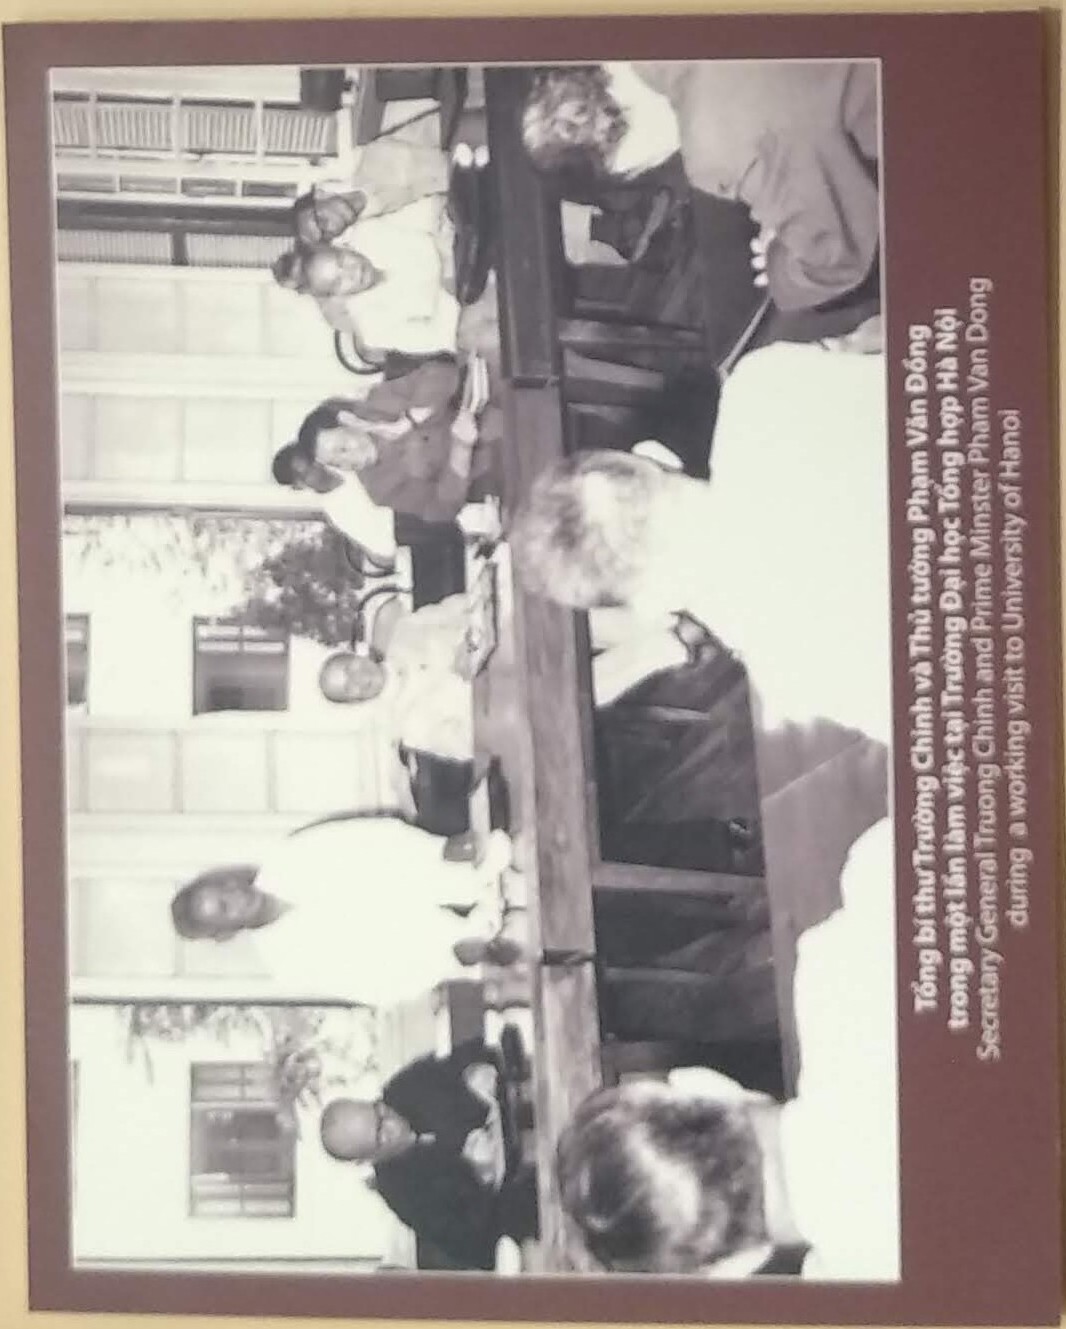 Tổng bí thư Trường Chinh và Thủ tướng Phạm Văn Đồng
trong một lần làm việc tại Trường Đại học Tổng hợp Hà Nội
Secretary General Truong Chinh and Prime Minster Pham Van Dong
during a working visit to University of Hanoi